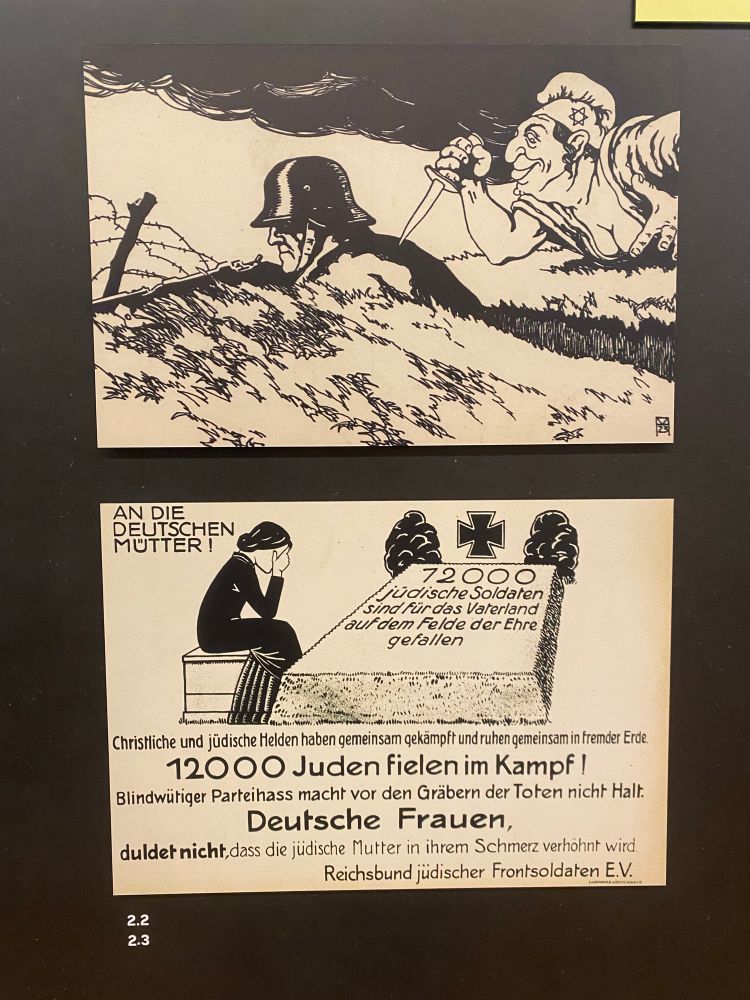 23
AN DIE
DEUTSCHEN
MÜTTER!
12000
jüdische Soldaten
sind für das Vaterland
auf dem Felde der Ehre
gefallen
Christliche und jüdische Helden haben gemeinsam gekämpft und ruhen gemeinsam in fremder Erde.
12000 Juden fielen im Kampf!
Blindwütiger Parteihass macht vor den Gräbern der Toten nicht Halt.
Deutsche Frauen,
duldet nicht, dass die jüdische Mutter in ihrem Schmerz verhöhnt wird.
Reichsbund jüdischer Frontsoldaten E.V.
2.2
2.3